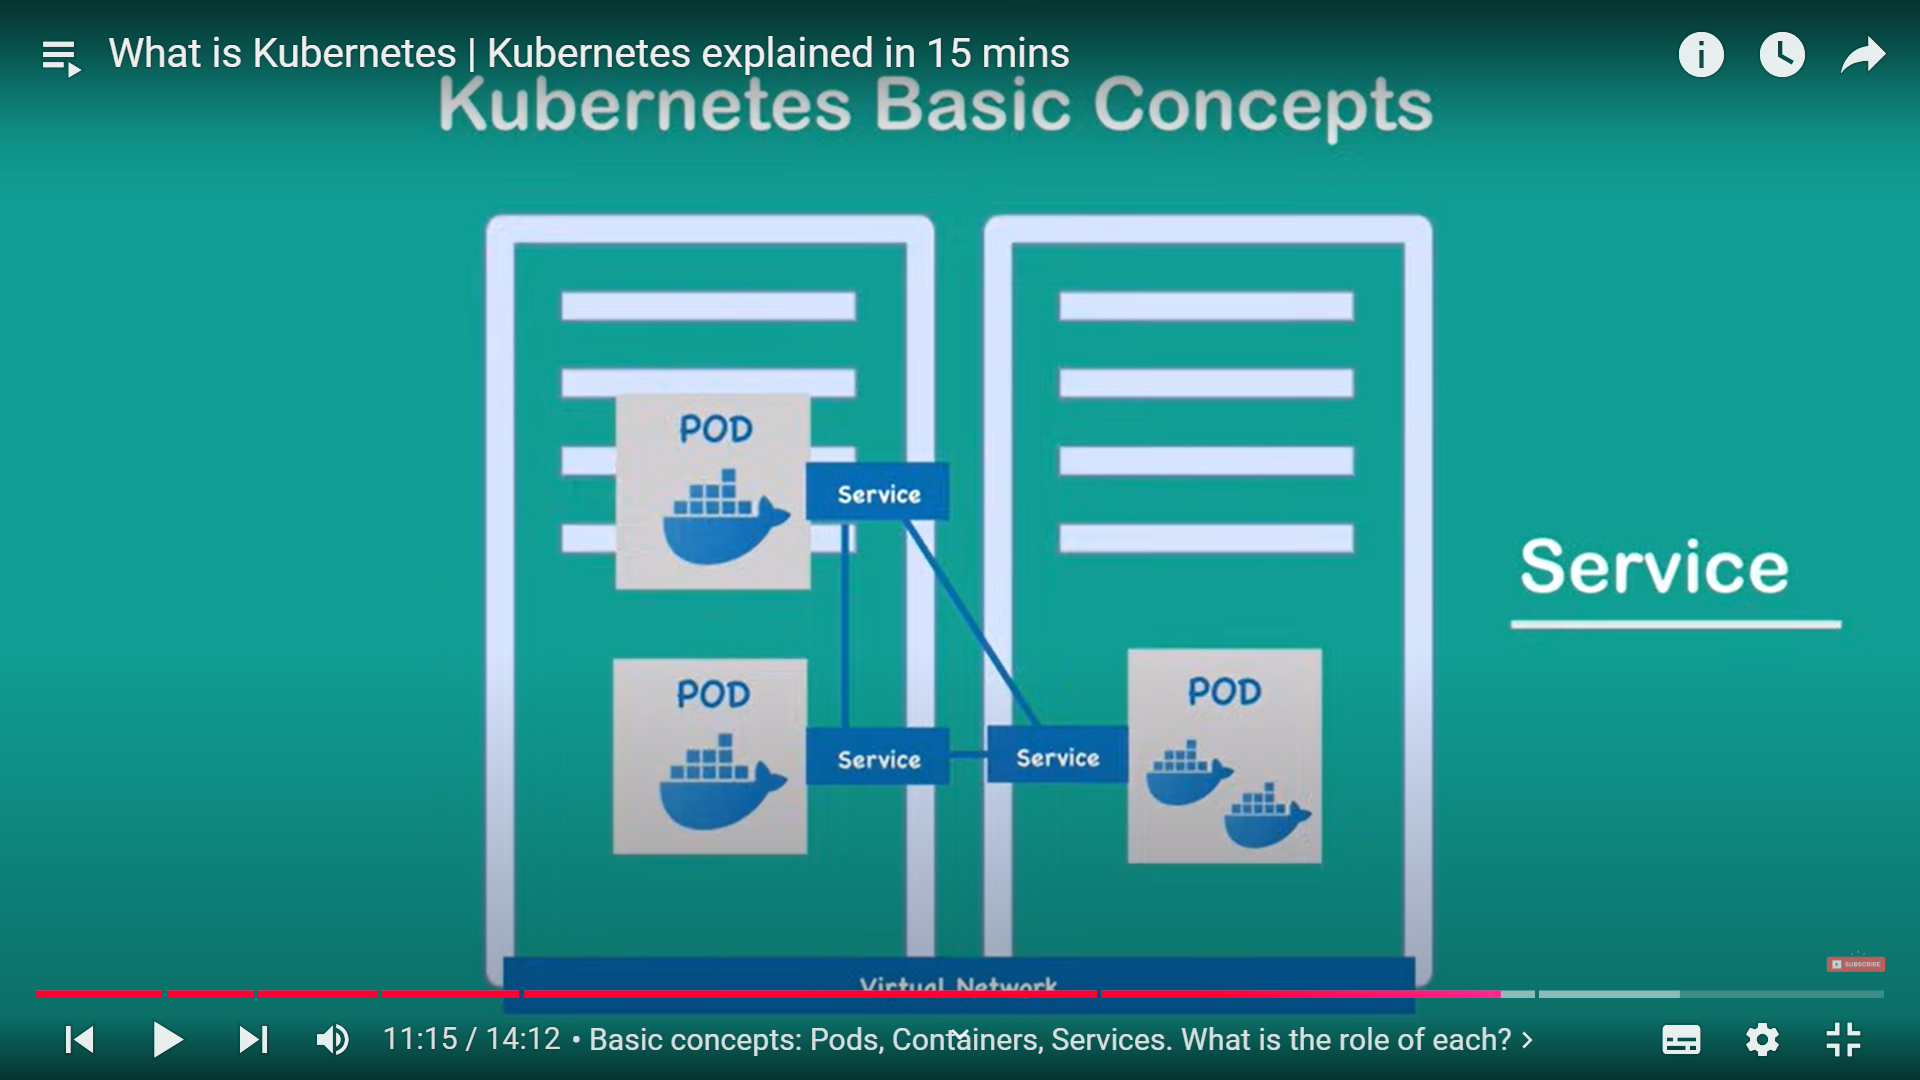 What is Kubernetes | Kubernetes explained in 15 mins
Kubernetes Basic Concepts
POD
Service
Service
POD
Service
Service
POD
SUBSCRIBE
Virtual Network
11:15 / 14:12 • Basic concepts: Pods, Containers, Services. What is the role of each? ›